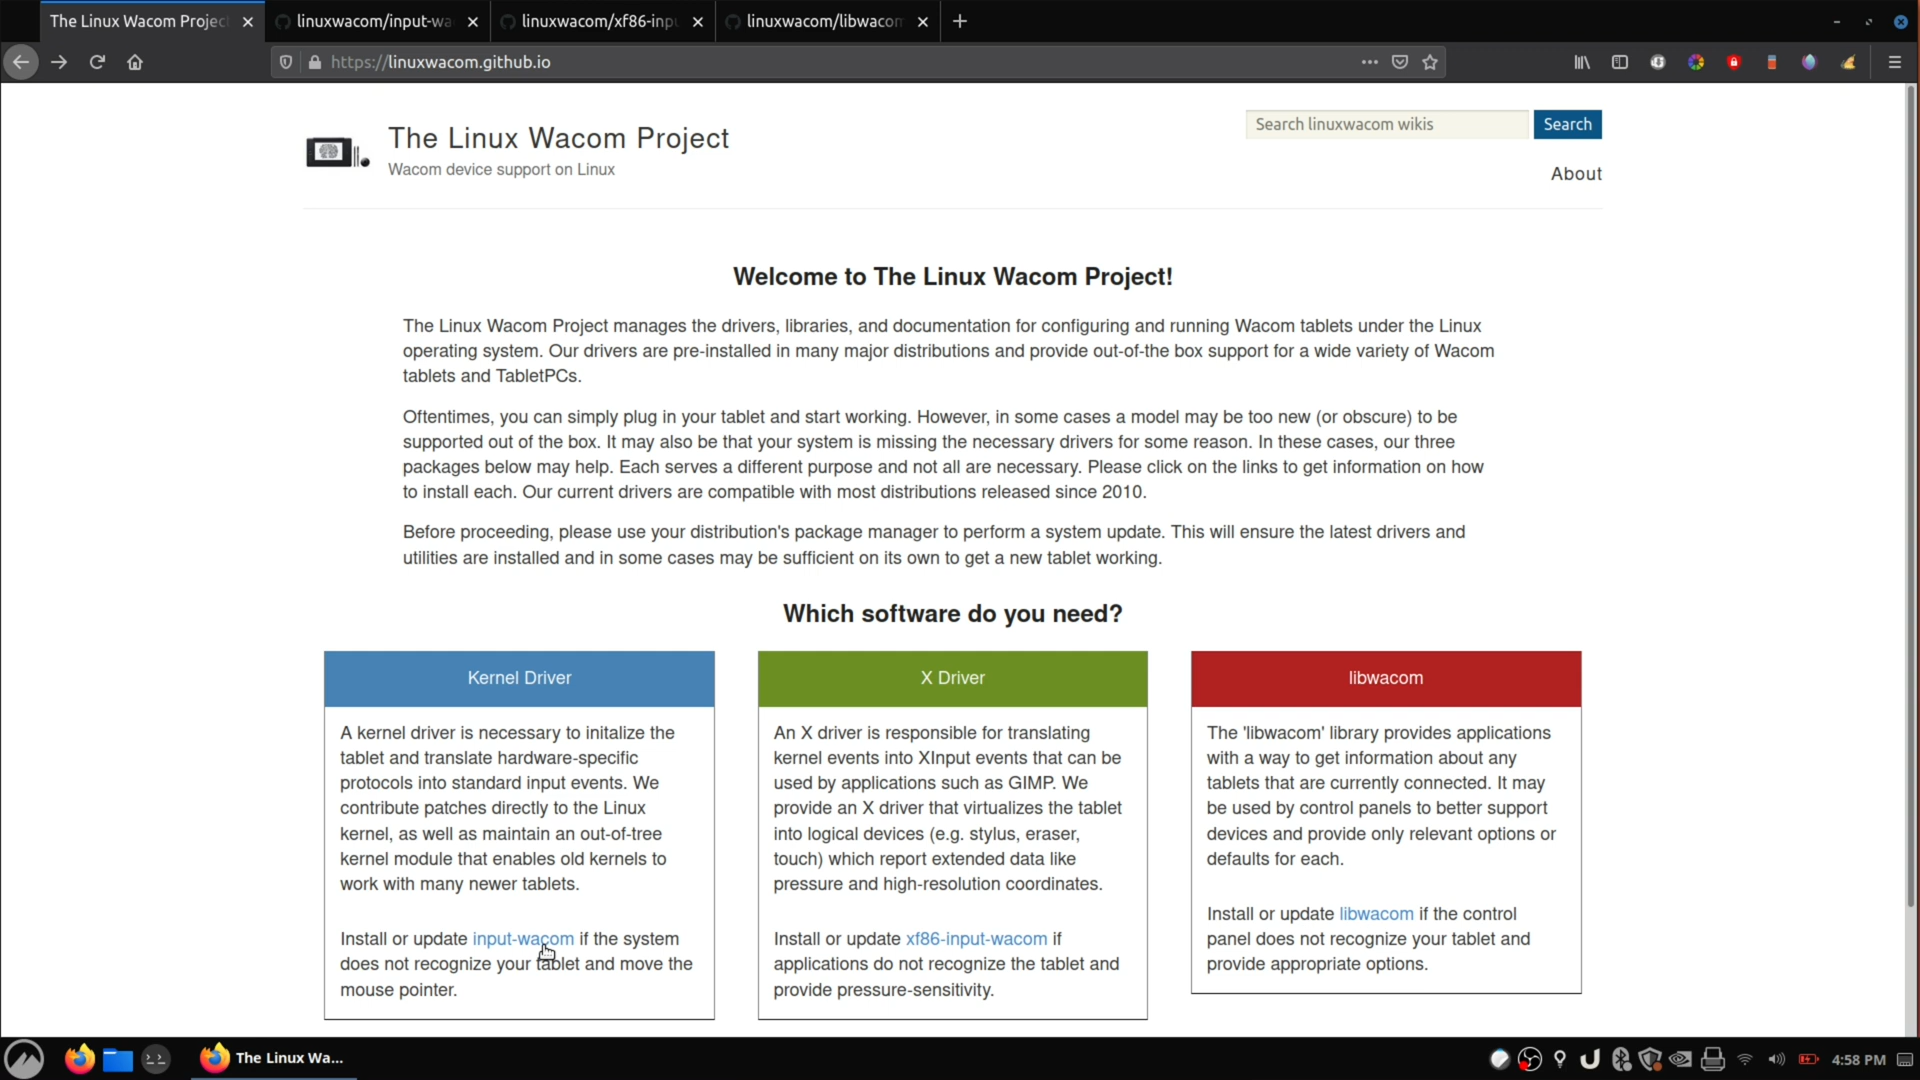 The Linux Wacom Projec
linuxwacom/input-wa
linuxwacom/xf86-inp
linuxwacom/libwacom
https://linuxwacom.github.io
The Linux Wacom Project
Wacom device support on Linux
Search linuxwacom wikis
Search
About
Welcome to The Linux Wacom Project!
The Linux Wacom Project manages the drivers, libraries, and documentation for configuring and running Wacom tablets under the Linux
operating system. Our drivers are pre-installed in many major distributions and provide out-of-the box support for a wide variety of Wacom
tablets and TabletPCs.
Oftentimes, you can simply plug in your tablet and start working. However, in some cases a model may be too new (or obscure) to be
supported out of the box. It may also be that your system is missing the necessary drivers for some reason. In these cases, our three
packages below may help. Each serves a different purpose and not all are necessary. Please click on the links to get information on how
to install each. Our current drivers are compatible with most distributions released since 2010.
Before proceeding, please use your distribution's package manager to perform a system update. This will ensure the latest drivers and
utilities are installed and in some cases may be sufficient on its own to get a new tablet working.
Which software do you need?
Kernel Driver
A kernel driver is necessary to initalize the
tablet and translate hardware-specific
protocols into standard input events. We
contribute patches directly to the Linux
kernel, as well as maintain an out-of-tree
kernel module that enables old kernels to
work with many newer tablets.
Install or update input-wacom if the system
does not recognize your tablet and move the
mouse pointer.
X Driver
An X driver is responsible for translating
kernel events into XInput events that can be
used by applications such as GIMP. We
provide an X driver that virtualizes the tablet
into logical devices (e.g. stylus, eraser,
touch) which report extended data like
pressure and high-resolution coordinates.
Install or update xf86-input-wacom if
applications do not recognize the tablet and
provide pressure-sensitivity.
libwacom
The 'libwacom' library provides applications
with a way to get information about any
tablets that are currently connected. It may
be used by control panels to better support
devices and provide only relevant options or
defaults for each.
Install or update libwacom if the control
panel does not recognize your tablet and
provide appropriate options.
The Linux Wa...
4:58 PM